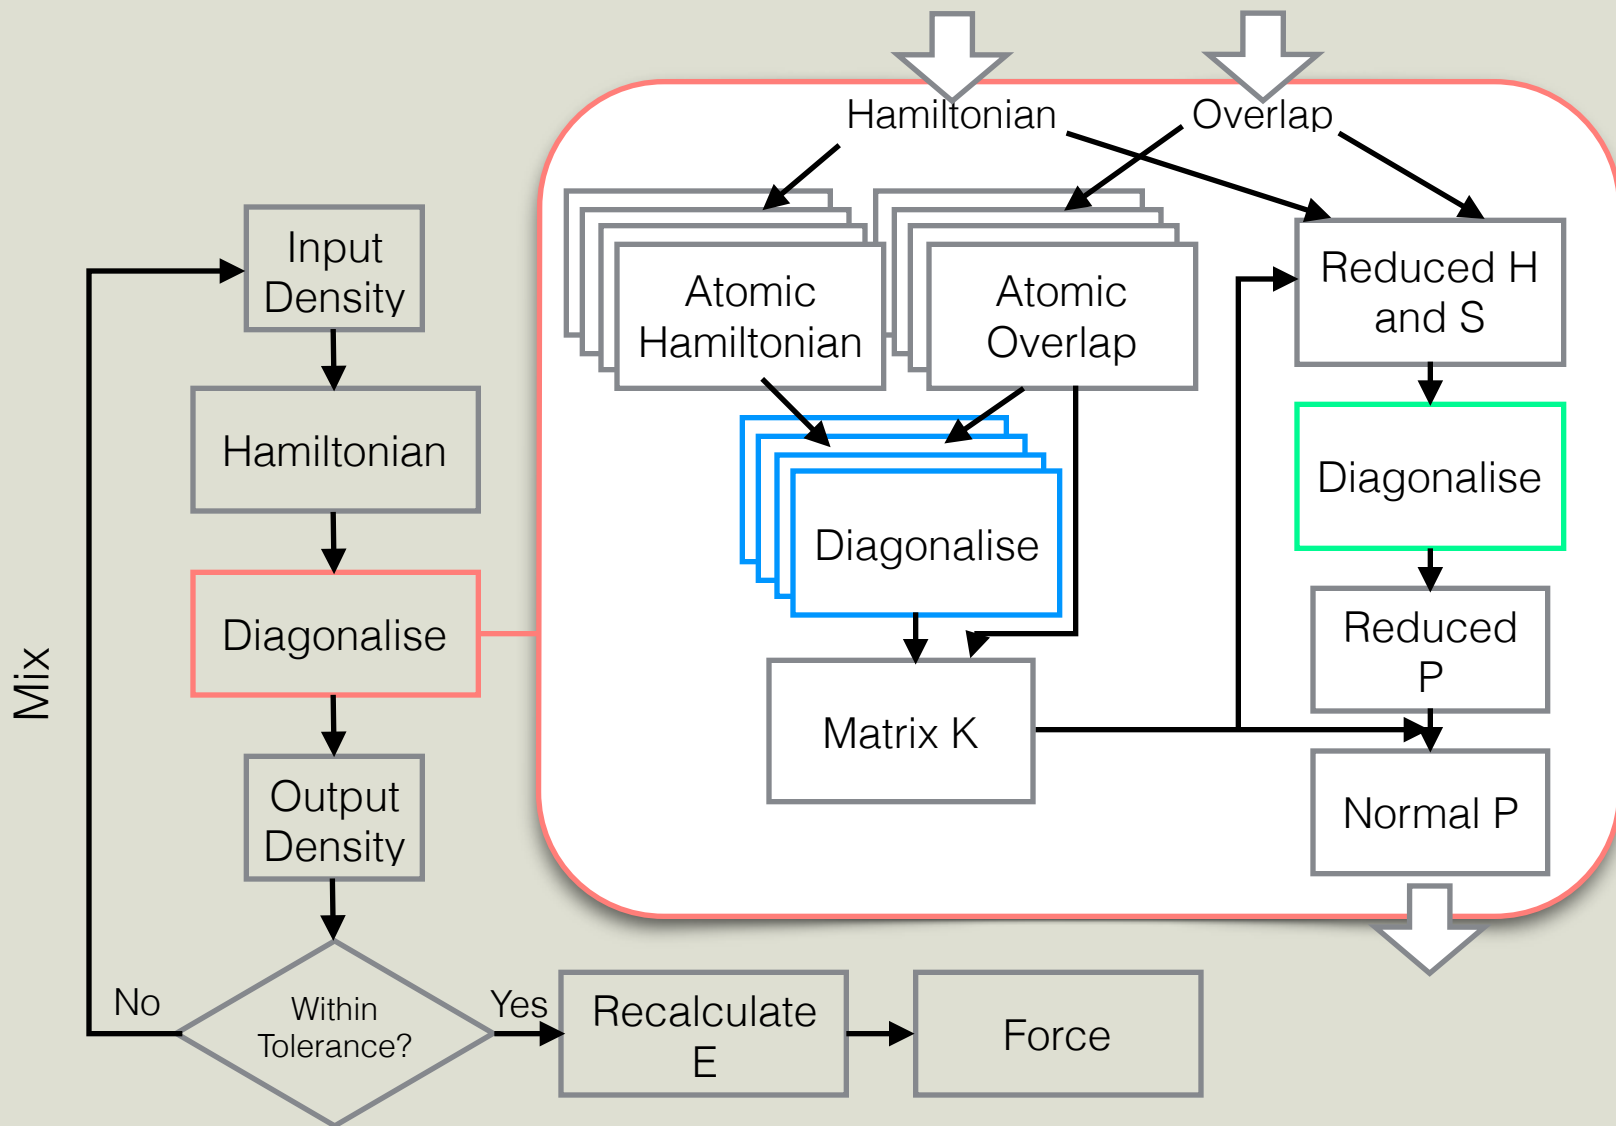 Hamiltonian
Overlap
Input
Density
Hamiltonian
Diagonalise
Output
Density
Within
Tolerance?
No
Yes
Mix
Recalculate
E
Force
Atomic
Hamiltonian
Atomic
Overlap
Diagonalise
Matrix K
Reduced H
and S
Diagonalise
Reduced
P
Normal P